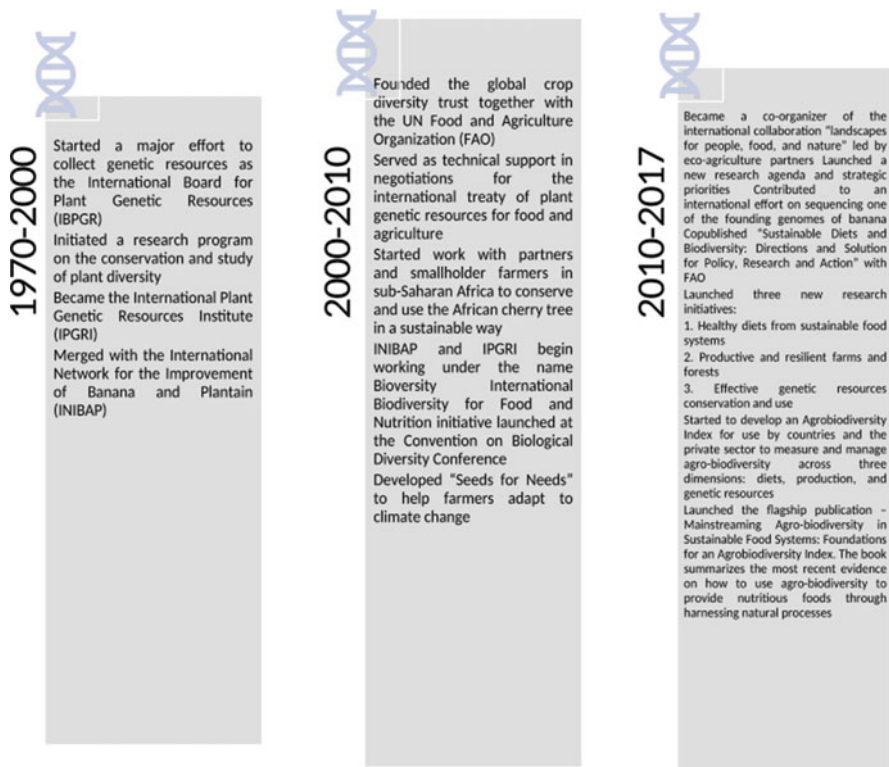 1970-2000
Started a major effort to
collect genetic resources as
the International Board for
Plant Genetic Resources
(IBPGR)
Initiated a research program
on the conservation and study
of plant diversity
Became the International Plant
Genetic Resources Institute
(IPGRI)
Merged with the International
Network for the Improvement
of Banana and Plantain
(INIBAP)
2000-2010
Founded the global crop
diversity trust together with
the UN Food and Agriculture
Organization (FAO)
Served as technical support in
negotiations for the
international treaty of plant
genetic resources for food and
agriculture
Started work with partners
and smallholder farmers in
sub-Saharan Africa to conserve
and use the African cherry tree
in a sustainable way
INIBAP and IPGRI begin
working under the name
Bioversity International
Biodiversity for Food and
Nutrition initiative launched at
the Convention on Biological
Diversity Conference
Developed "Seeds for Needs"
to help farmers adapt to
climate change
2010-2017
Became a co-organizer of the
international collaboration "landscapes
for people, food, and nature" led by
eco-agriculture partners Launched a
new research agenda and strategic
priorities Contributed to an
international effort on sequencing one
of the founding genomes of banana
Copublished "Sustainable Diets and
Biodiversity: Directions and Solution
for Policy, Research and Action" with
FAO
Launched three new research
initiatives:
1. Healthy diets from sustainable food
systems
2. Productive and resilient farms and
forests
3. Effective genetic resources
conservation and use
Started to develop an Agrobiodiversity
Index for use by countries and the
private sector to measure and manage
agro-biodiversity across three
dimensions: diets, production, and
genetic resources
Launched the flagship publication –
Mainstreaming Agro-biodiversity in
Sustainable Food Systems: Foundations
for an Agrobiodiversity Index. The book
summarizes the most recent evidence
on how to use agro-biodiversity to
provide nutritious foods through
harnessing natural processes